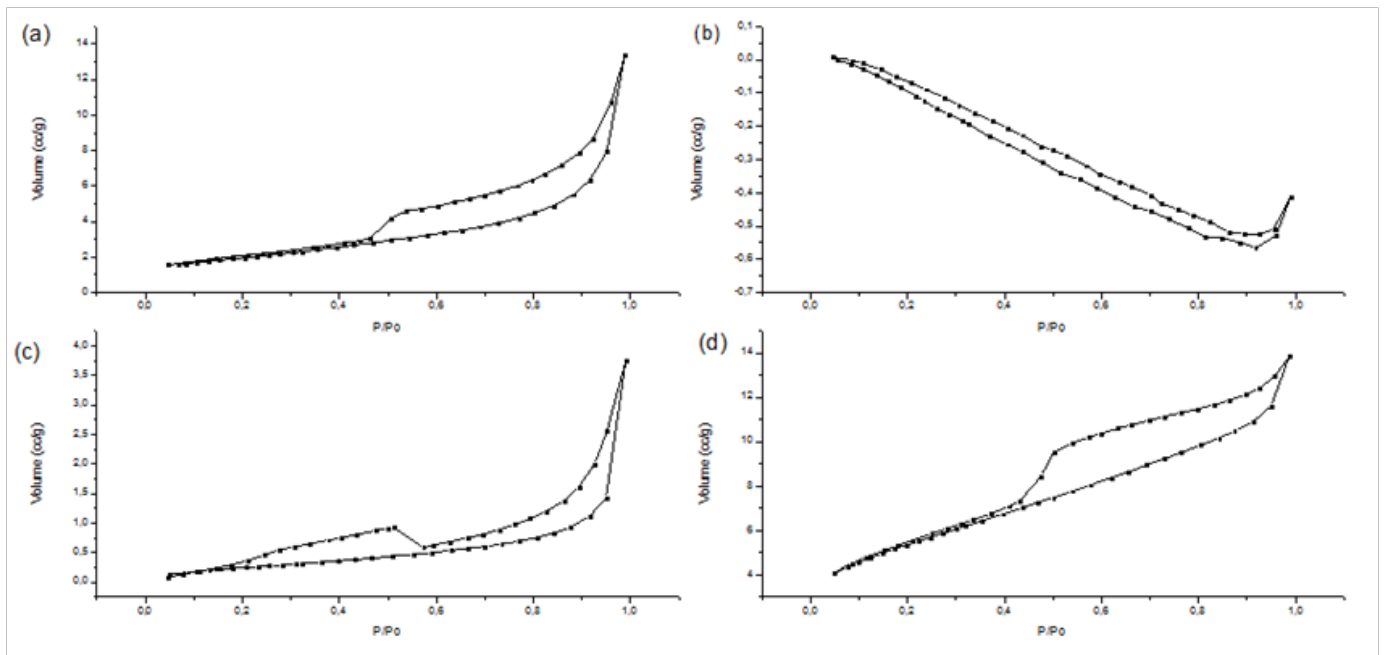 (a)
Volume (cc/g)
14
12
10
8
6
4
2
0
0,0 0,2 0,4 0,6 0,8 1,0
P/Po
(b)
Volume (cc/g)
0,1
0,0
-0,1
-0,2
-0,3
-0,4
-0,5
-0,6
-0,7
0,0 0,2 0,4 0,6 0,8 1,0
P/Po
(c)
Volume (cc/g)
4,0
3,5
3,0
2,5
2,0
1,5
1,0
0,5
0,0
0,0 0,2 0,4 0,6 0,8 1,0
P/Po
(d)
Volume (cc/g)
14
12
10
8
6
4
0,0 0,2 0,4 0,6 0,8 1,0
P/Po